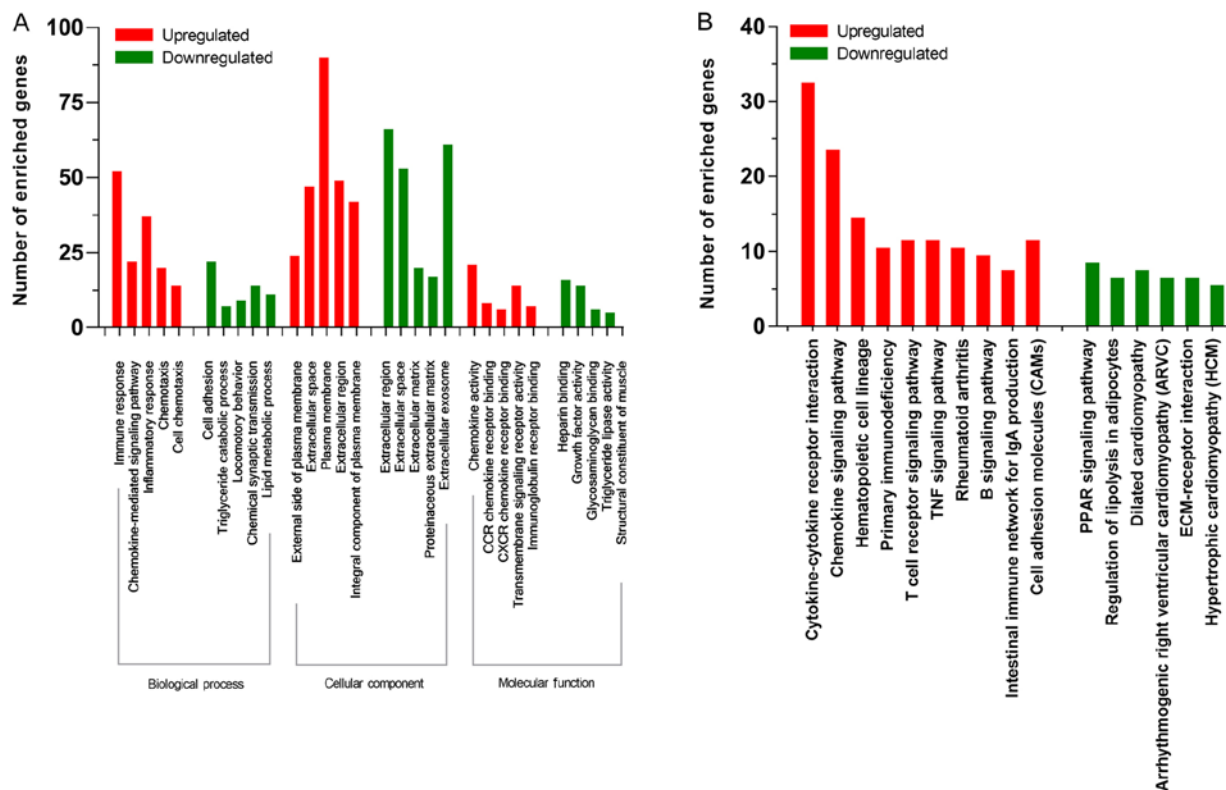 A
Upregulated
Downregulated
Number of enriched genes
100
75
50
25
0
Immune response
Chemokine-mediated signaling pathway
Inflammatory response
Chemotaxis
Cell chemotaxis
Cell adhesion
Triglyceride catabolic process
Locomotory behavior
Chemical synaptic transmission
Lipid metabolic process
External side of plasma membrane
Extracellular space
Plasma membrane
Extracellular region
Integral component of plasma membrane
Extracellular region
Extracellular space
Extracellular matrix
Proteinaceous extracellular matrix
Extracellular exosome
Chemokine activity
CCR chemokine receptor binding
CXCR chemokine receptor binding
Transmembrane signaling receptor activity
Immunoglobulin receptor binding
Heparin binding
Growth factor activity
Glycosaminoglycan binding
Triglyceride lipase activity
Structural constituent of muscle
Biological process
Cellular component
Molecular function
B
Upregulated
Downregulated
Number of enriched genes
40
30
20
10
0
Cytokine-cytokine receptor interaction
Chemokine signaling pathway
Hematopoietic cell lineage
Primary immunodeficiency
T cell receptor signaling pathway
TNF signaling pathway
Rheumatoid arthritis
B signaling pathway
Intestinal immune network for IgA production
Cell adhesion molecules (CAMs)
PPAR signaling pathway
Regulation of lipolysis in adipocytes
Dilated cardiomyopathy
Arrhythmogenic right ventricular cardiomyopathy (ARVC)
ECM-receptor interaction
Hypertrophic cardiomyopathy (HCM)